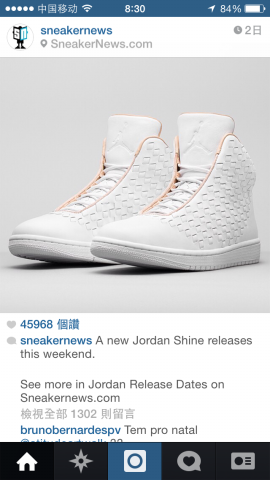 中国移动 8:30 84%
sneakernews 2日
SneakerNews.com
45968 個讚
sneakernews A new Jordan Shine releases
this weekend.
See more in Jordan Release Dates on
Sneakernews.com
檢視全部 1302 則留言
brunobernardespv Tem pro natal